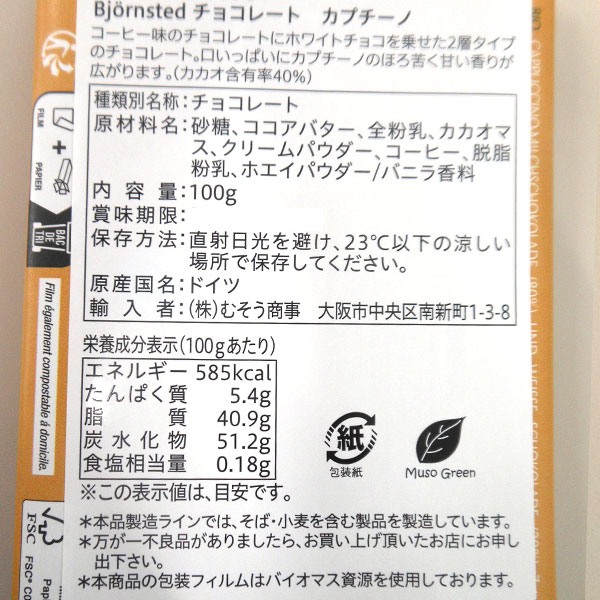 Björnsted チョコレート　カプチーノ
コーヒー味のチョコレートにホワイトチョコを乗せた2層タイプ
のチョコレート。口いっぱいにカプチーノのほろ苦く甘い香りが
広がります。（カカオ含有率40%）
種類別名称：チョコレート
原材料名：砂糖、ココアバター、全粉乳、カカオマ
ス、クリームパウダー、コーヒー、脱脂
粉乳、ホエイパウダー/バニラ香料
内容量：100g
賞味期限：
保存方法：直射日光を避け、23℃以下の涼しい
場所で保存してください。
原産国名：ドイツ
輸入者：（株）むそう商事　大阪市中央区南新町1-3-8
栄養成分表示（100gあたり）
エネルギー 585kcal
たんぱく質 5.4g
脂質 40.9g
炭水化物 51.2g
食塩相当量 0.18g
※この表示値は、目安です。
紙
包装紙
Muso Green
＊本品製造ラインでは、そば・小麦を含む製品を製造しています。
＊万が一不良品がありましたら、お買い上げ頂いたお店にお申し
出下さい。
＊本商品の包装フィルムはバイオマス資源を使用しております。
FILM
+
PAPIER
BAC
DE
TRI
Film également compostable à domicile.
FSC